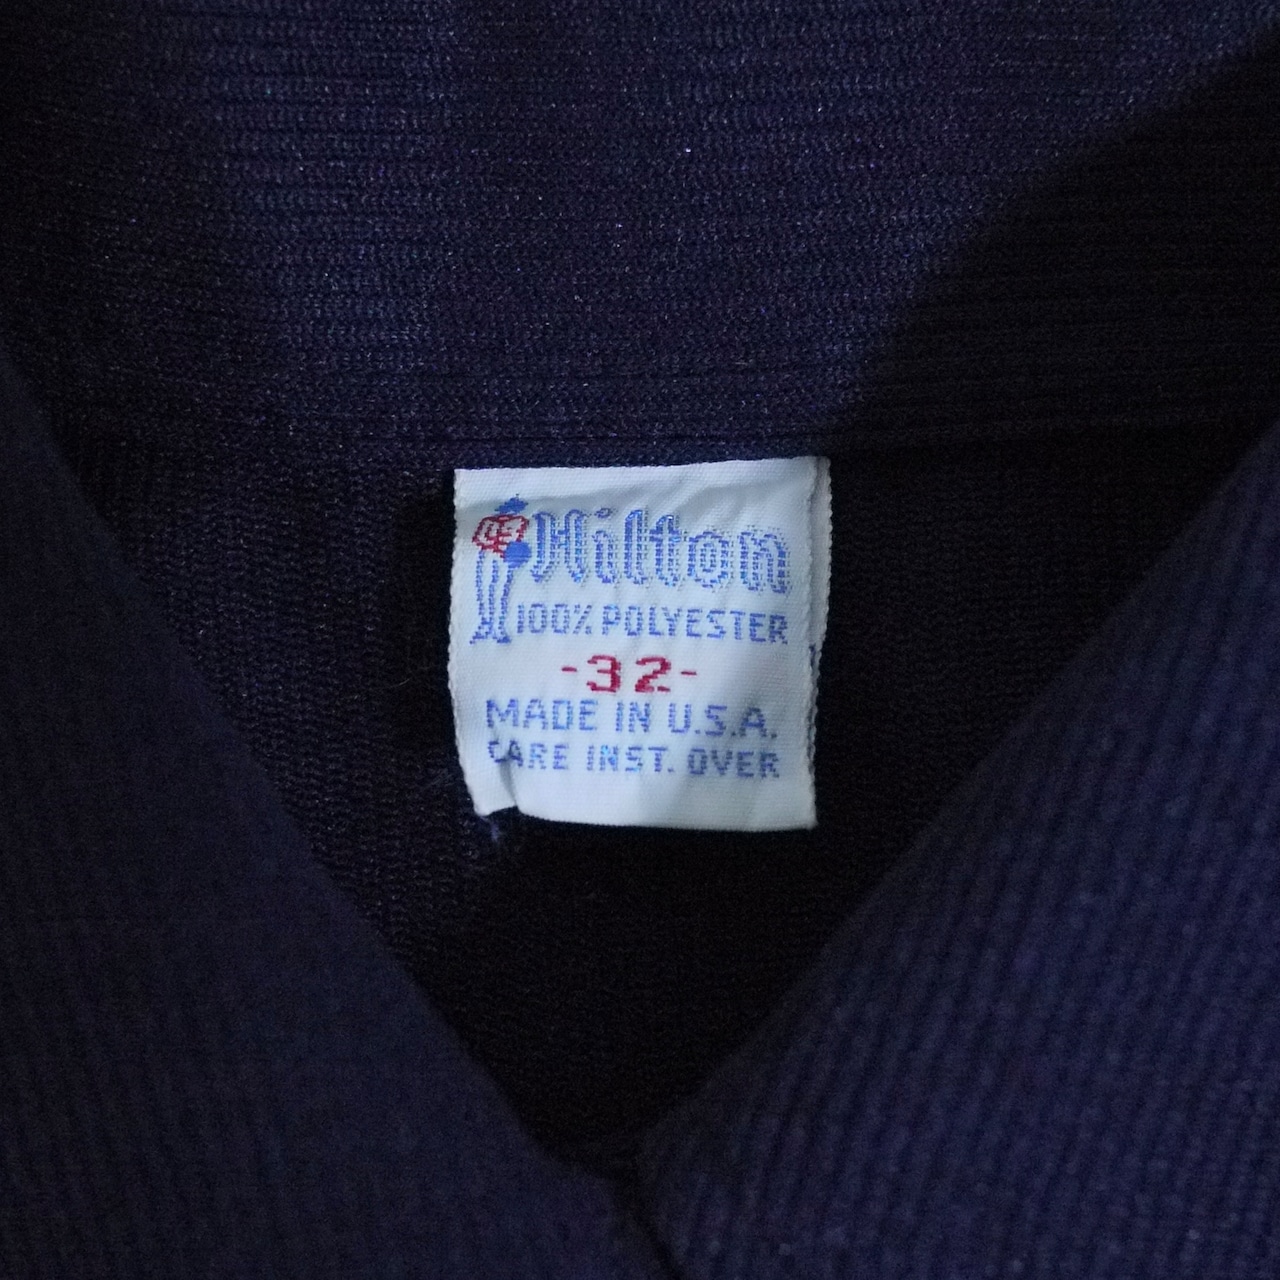 Hilton
100% POLYESTER
-32-
MADE IN U.S.A.
CARE INST. OVER